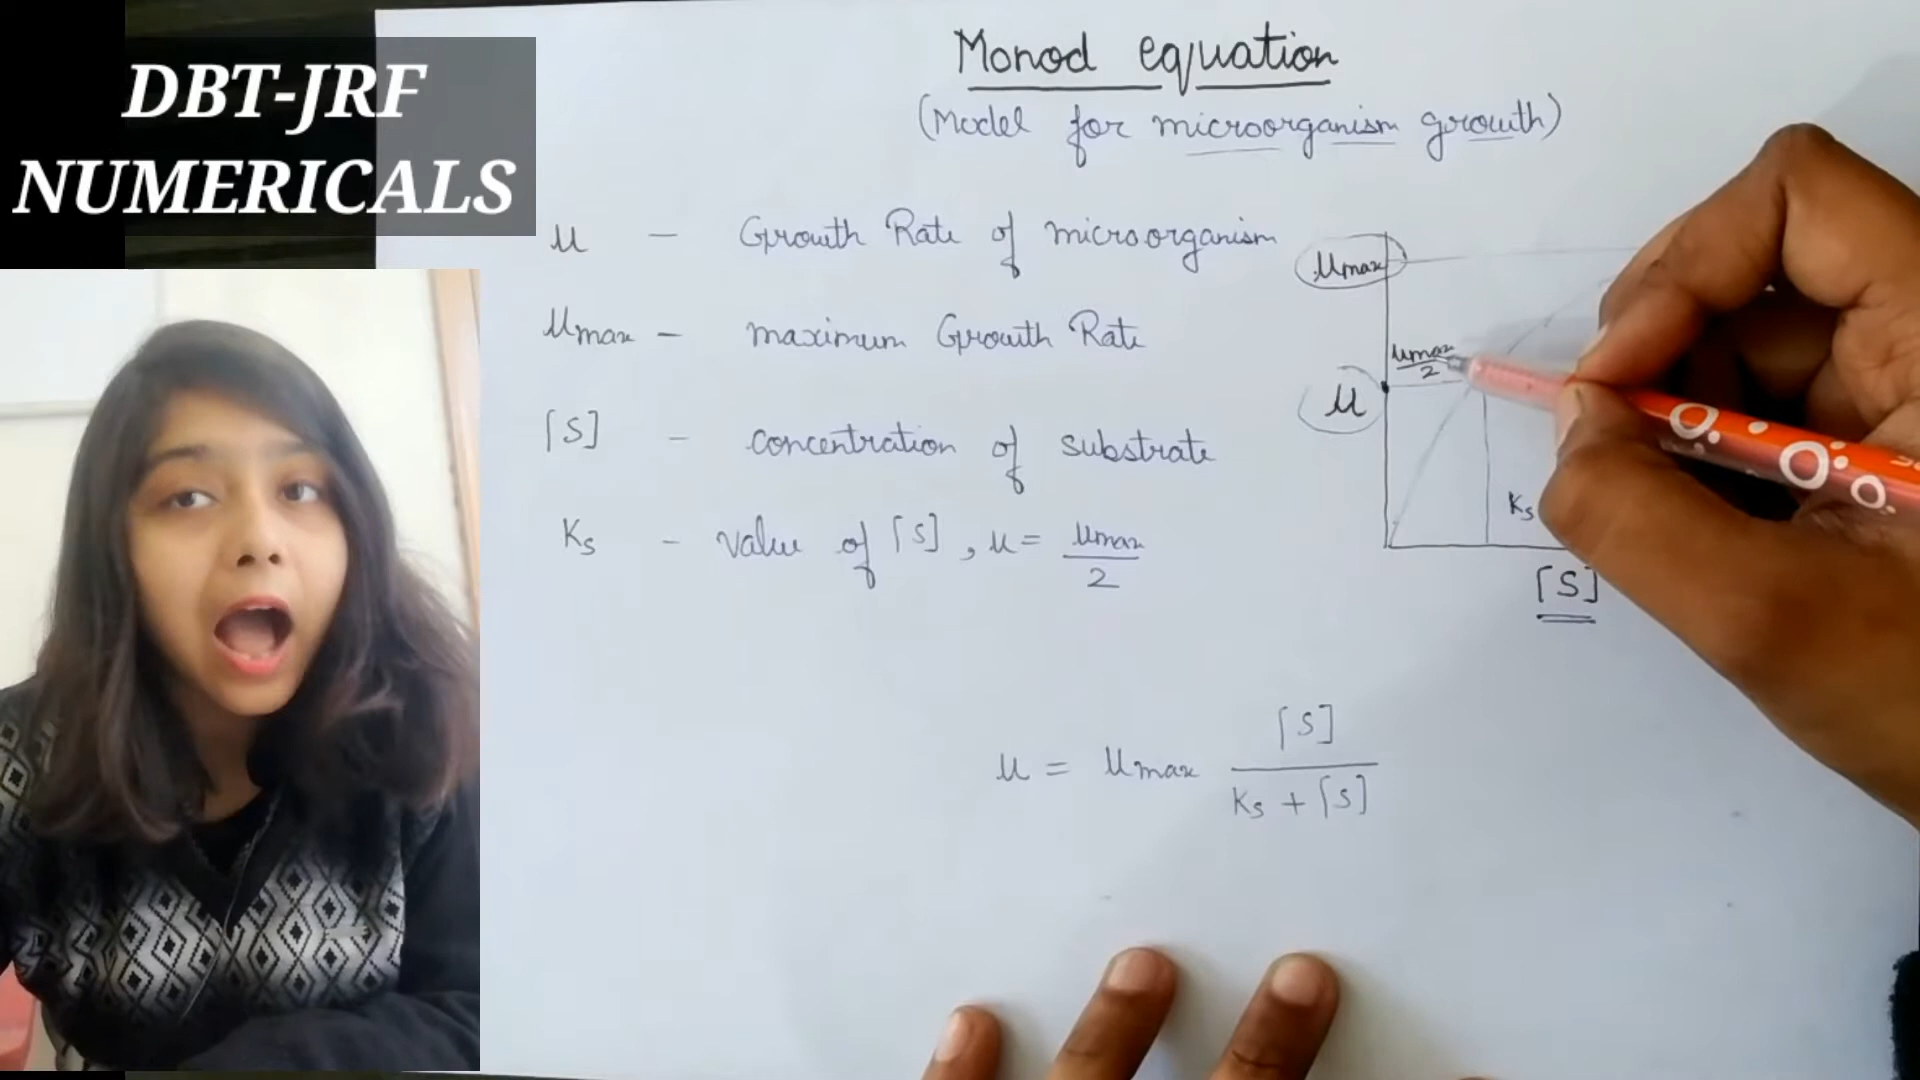 DBT-JRF
NUMERICALS
Monod equation
(Model for microorganism growth)
μ — Growth Rate of microorganism
μmax — maximum Growth Rate
[S] - concentration of substrate
Ks - value of [S], μ = μmax/2
μmax
μmax/2
μ
Ks
[S]
μ = μmax [S]/Ks + [S]